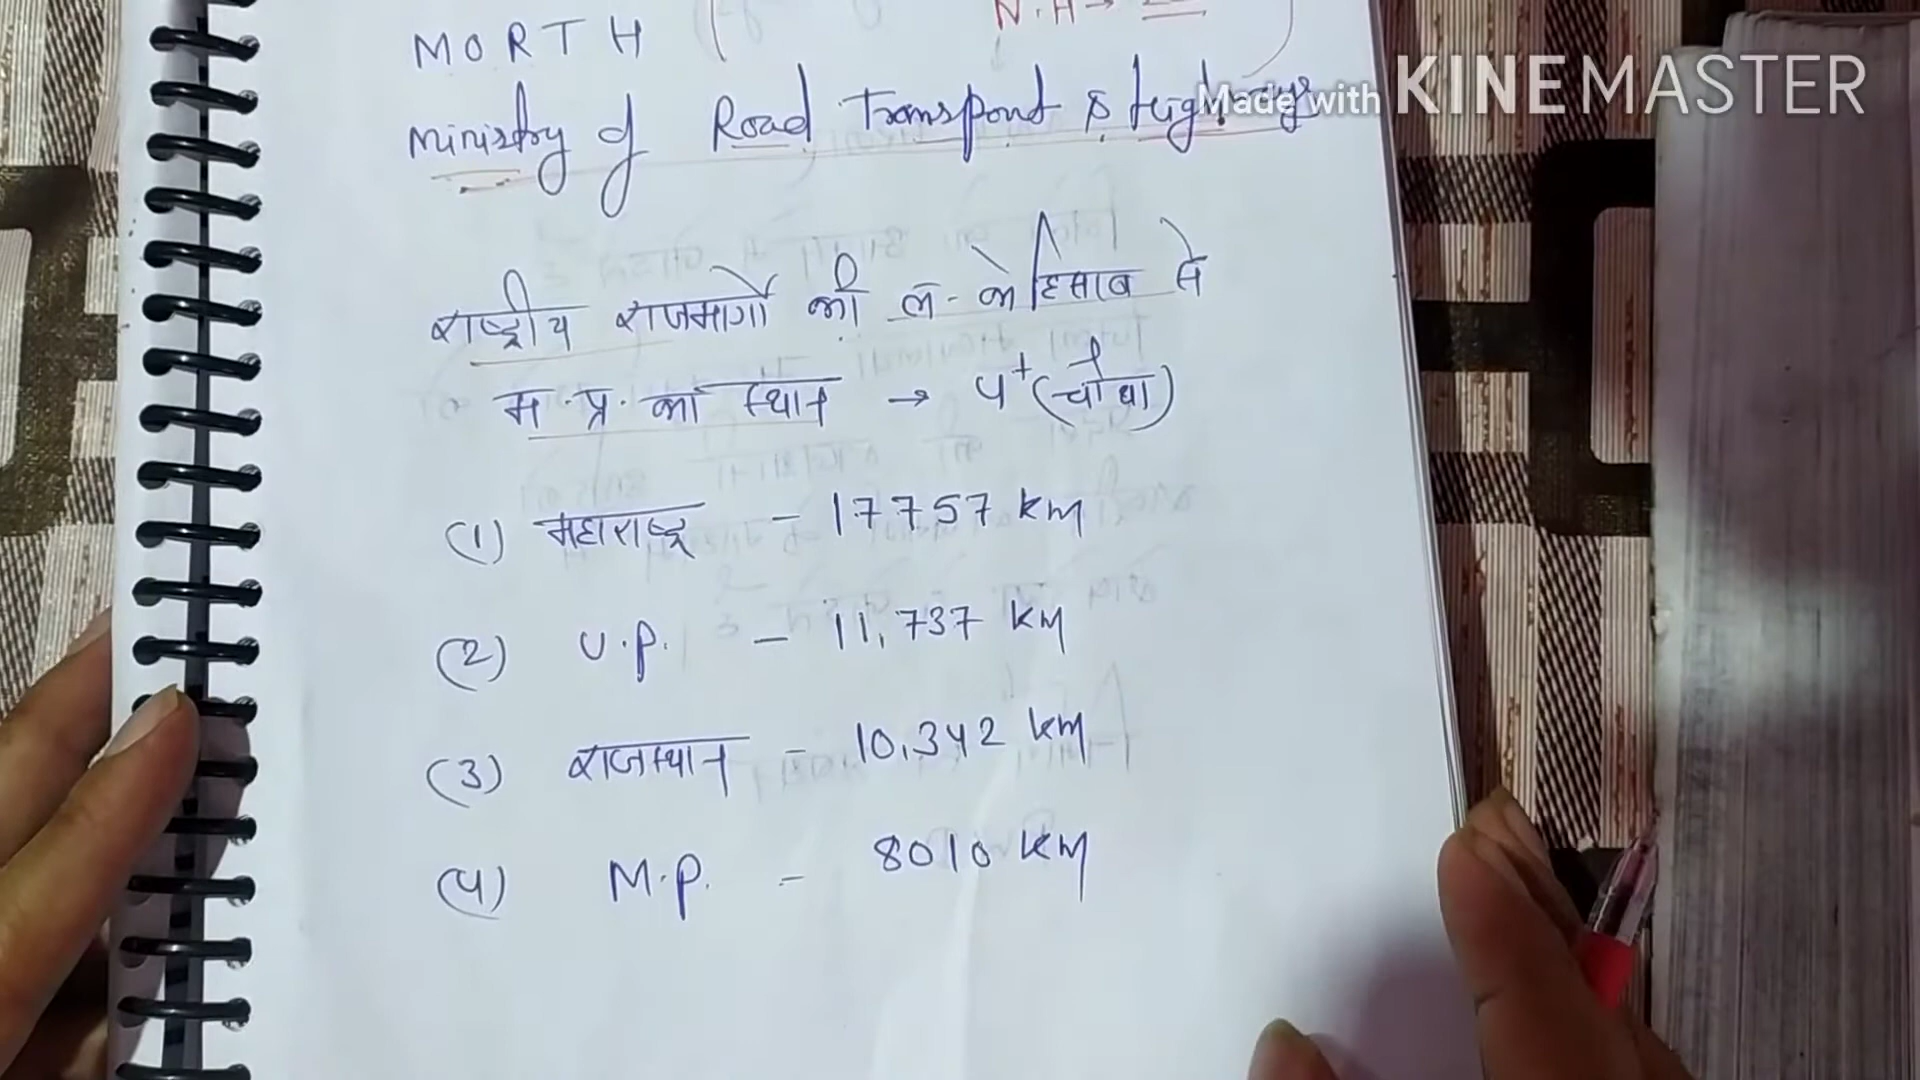 N.H →
MORTH
Made with KINEMASTER
Ministry of Road Transport & Highways
राष्ट्रीय राजमार्गों की लं. के हिसाब से
म.प्र. का स्थान → 4+ (चौथा)
(1) महाराष्ट्र - 17757 km
(2) U.P. - 11,737 km
(3) राजस्थान - 10,342 km
(4) M.P. - 8010 km